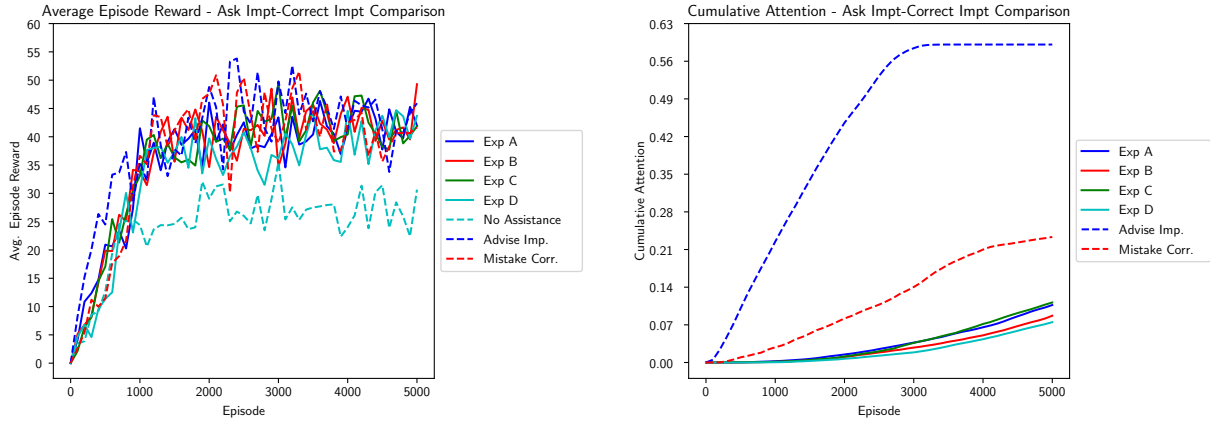 Average Episode Reward - Ask Impt-Correct Impt Comparison
60
55
50
45
40
35
30
25
20
15
10
5
0
Avg. Episode Reward
0 1000 2000 3000 4000 5000
Episode
Exp A
Exp B
Exp C
Exp D
No Assistance
Advise Imp.
Mistake Corr.
Cumulative Attention - Ask Impt-Correct Impt Comparison
0.63
0.56
0.49
0.42
0.35
0.28
0.21
0.14
0.07
0.00
Cumulative Attention
0 1000 2000 3000 4000 5000
Episode
Exp A
Exp B
Exp C
Exp D
Advise Imp.
Mistake Corr.